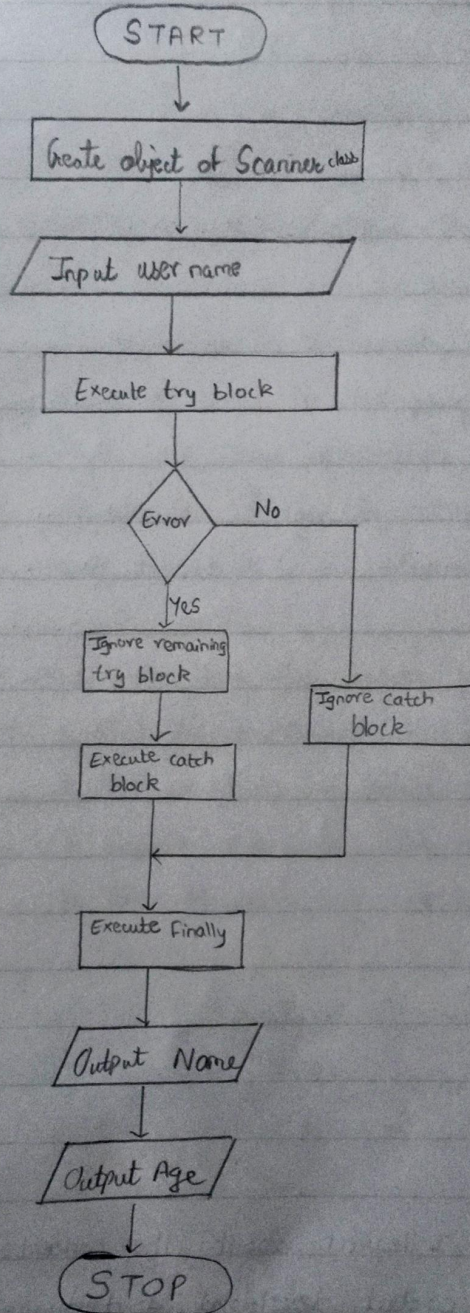 START
Create object of Scanner class
Input user name
Execute try block
Error
No
Yes
Ignore remaining
try block
Ignore catch
block
Execute catch
block
Execute Finally
Output Name
Output Age
STOP